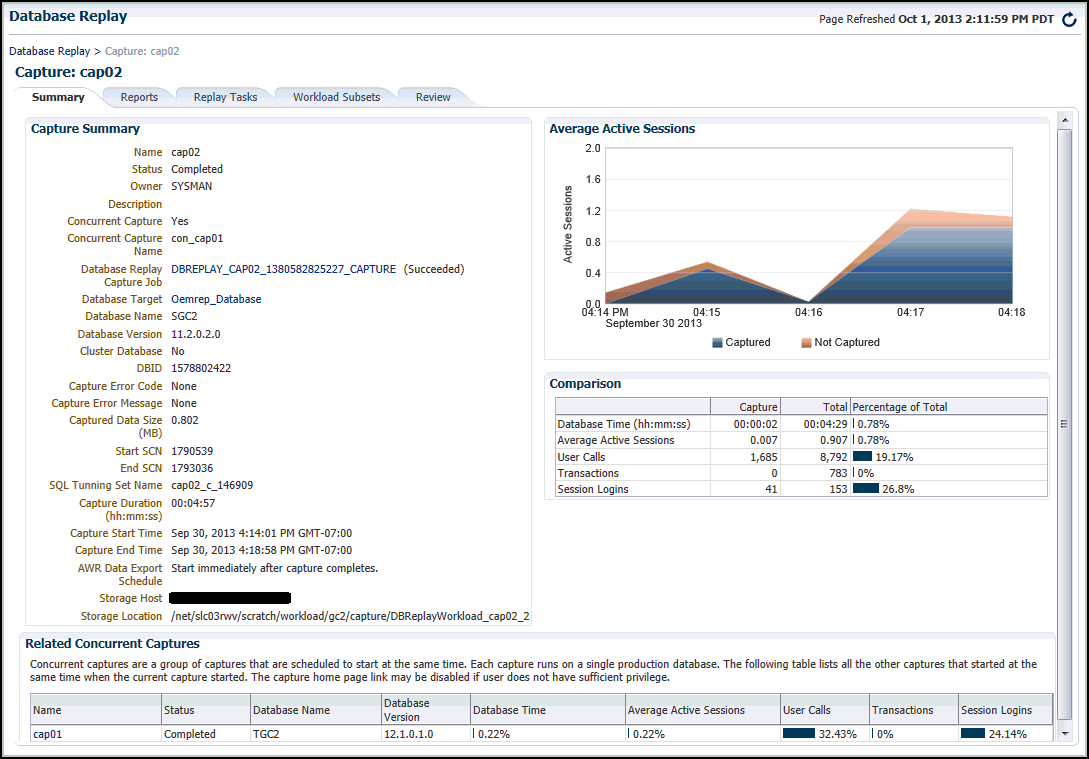 Database Replay
Page Refreshed Oct 1, 2013 2:11:59 PM PDT
Database Replay > Capture: cap02
Capture: cap02
Summary Reports Replay Tasks Workload Subsets Review
Capture Summary
Name cap02
Status Completed
Owner SYSMAN
Description
Concurrent Capture Yes
Concurrent Capture con_cap01
Name
Database Replay DBREPLAY_CAP02_1380582825227_CAPTURE (Succeeded)
Capture Job
Database Target Oemrep_Database
Database Name SGC2
Database Version 11.2.0.2.0
Cluster Database No
DBID 1578802422
Capture Error Code None
Capture Error Message None
Captured Data Size 0.802
(MB)
Start SCN 1790539
End SCN 1793036
SQL Tunning Set Name cap02_c_146909
Capture Duration 00:04:57
(hh:mm:ss)
Capture Start Time Sep 30, 2013 4:14:01 PM GMT-07:00
Capture End Time Sep 30, 2013 4:18:58 PM GMT-07:00
AWR Data Export Start immediately after capture completes.
Schedule
Storage Host
Storage Location /net/slc03rwv/scratch/workload/gc2/capture/DBReplayWorkload_cap02_2
Average Active Sessions
Active Sessions
2.0
1.6
1.2
0.8
0.4
0.0
04:14 PM 04:15 04:16 04:17 04:18
September 30 2013
Captured Not Captured
Comparison
Capture Total Percentage of Total
Database Time (hh:mm:ss) 00:00:02 00:04:29 0.78%
Average Active Sessions 0.007 0.907 0.78%
User Calls 1,685 8,792 19.17%
Transactions 0 783 0%
Session Logins 41 153 26.8%
Related Concurrent Captures
Concurrent captures are a group of captures that are scheduled to start at the same time. Each capture runs on a single production database. The following table lists all the other captures that started at the
same time when the current capture started. The capture home page link may be disabled if user does not have sufficient privilege.
Name Status Database Name Database Version Database Time Average Active Sessions User Calls Transactions Session Logins
cap01 Completed TGC2 12.1.0.1.0 0.22% 0.22% 32.43% 0% 24.14%